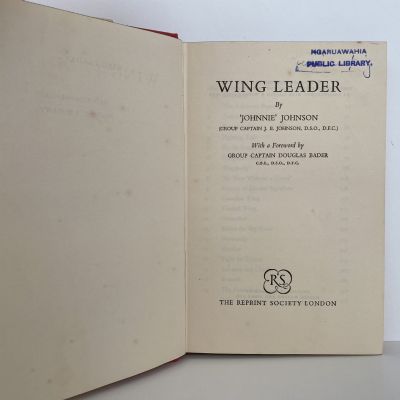 NGARUAWAHIA
PUBLIC LIBRARY.
WING LEADER
By
'JOHNNIE' JOHNSON
(GROUP CAPTAIN J. E. JOHNSON, D.S.O., D.F.C.)
With a Foreword by
GROUP CAPTAIN DOUGLAS BADER
C.B.E., D.S.O., D.F.C.
RS
THE REPRINT SOCIETY LONDON